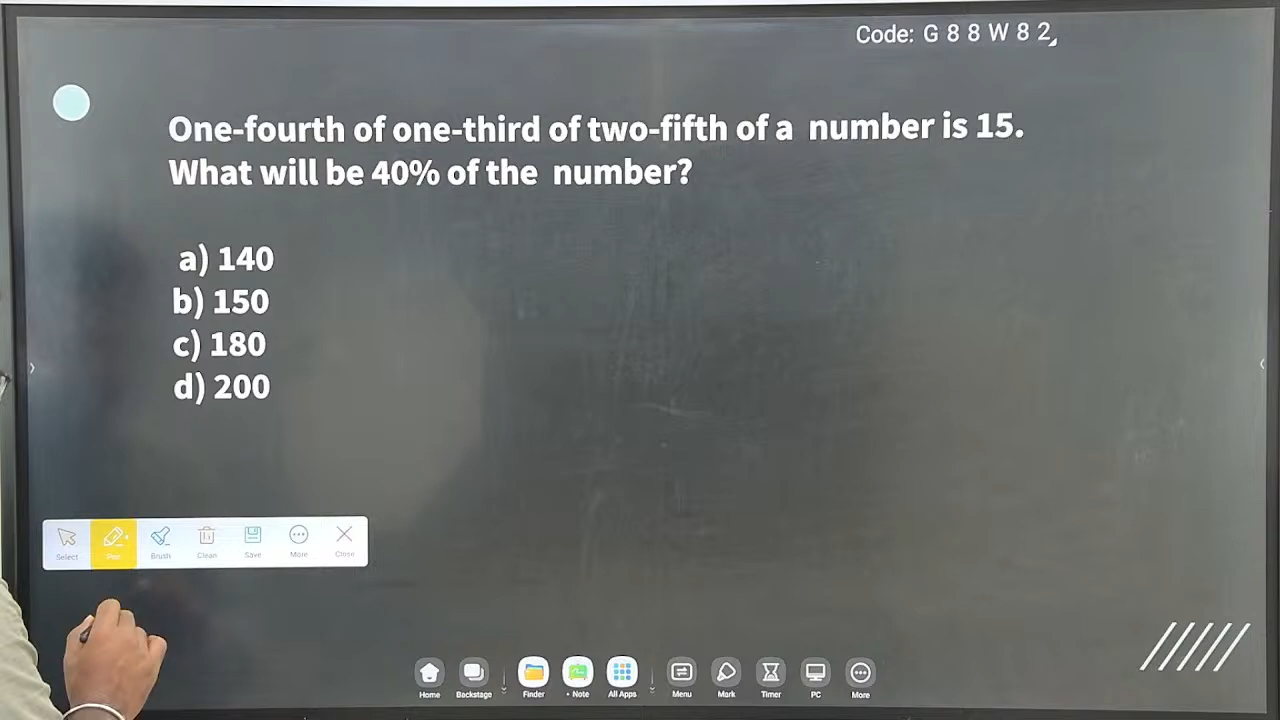 Code: G 8 8 W 8 2
One-fourth of one-third of two-fifth of a number is 15.
What will be 40% of the number?
a) 140
b) 150
c) 180
d) 200
Select Pen Brush Clean Save More Close
Home Backstage Finder + Note All Apps Menu Mark Timer PC More